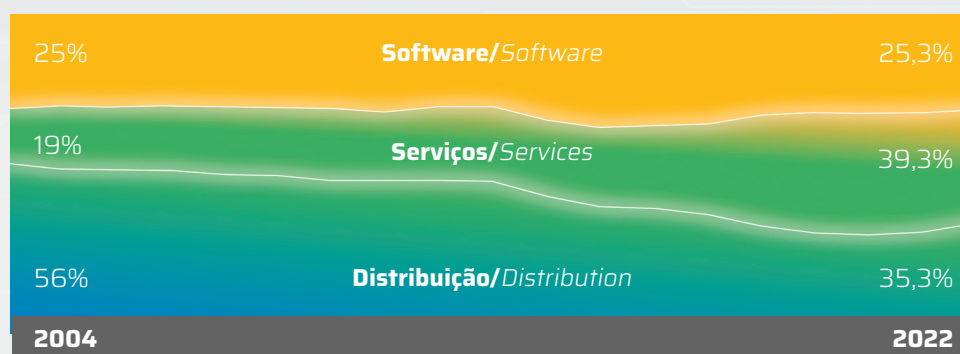 25% Software/Software 25,3%
19% Serviços/Services 39,3%
56% Distribuição/Distribution 35,3%
2004 2022